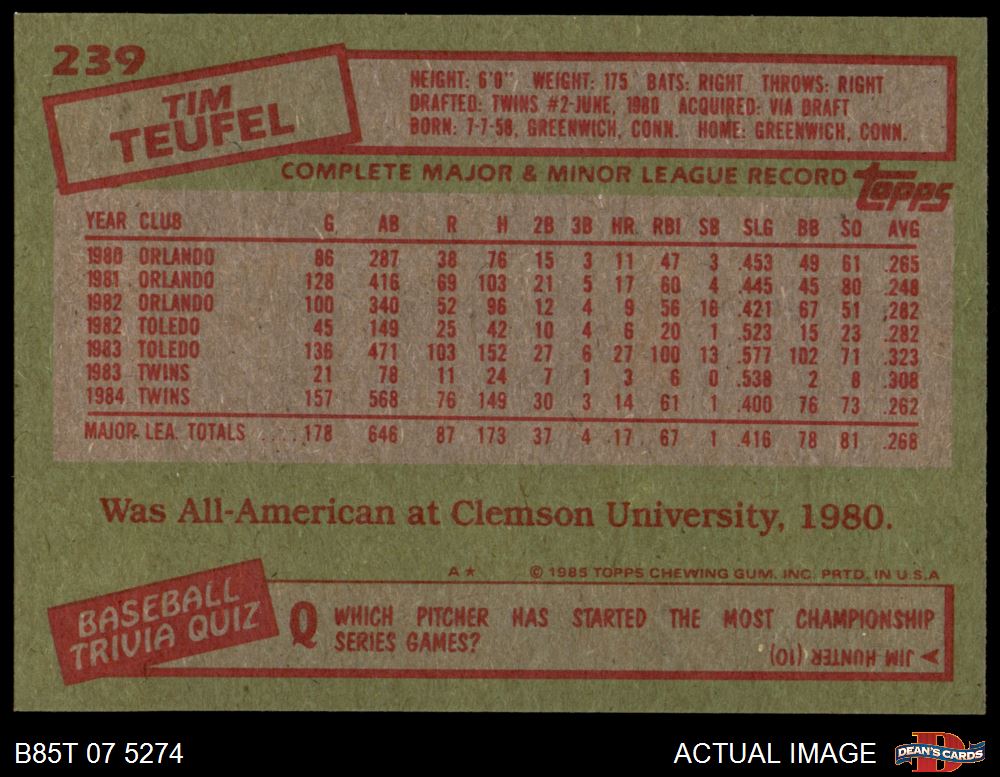 239
TIM
TEUFEL
HEIGHT: 6'0" WEIGHT: 175 BATS: RIGHT THROWS: RIGHT
DRAFTED: TWINS #2-JUNE, 1980 ACQUIRED: VIA DRAFT
BORN: 7-7-58, GREENWICH, CONN. HOME: GREENWICH, CONN.
COMPLETE MAJOR & MINOR LEAGUE RECORD topps
YEAR CLUB G AB R H 2B 3B HR RBI SB SLG BB SO AVG
1980 ORLANDO 86 287 38 76 15 3 11 47 3 .453 49 61 .265
1981 ORLANDO 128 416 69 103 21 5 17 60 4 .445 45 80 .248
1982 ORLANDO 100 340 52 96 12 4 9 56 16 .421 67 51 .282
1982 TOLEDO 45 149 25 42 10 4 6 20 1 .523 15 23 .282
1983 TOLEDO 136 471 103 152 27 6 27 100 13 .577 102 71 .323
1983 TWINS 21 78 11 24 7 1 3 6 0 .538 2 8 .308
1984 TWINS 157 568 76 149 30 3 14 61 1 .400 76 73 .262
MAJOR LEA. TOTALS .....178 646 87 173 37 4 17 67 1 .416 78 81 .268
Was All-American at Clemson University, 1980.
A★ © 1985 TOPPS CHEWING GUM, INC. PRTD. IN U.S.A
BASEBALL
TRIVIA QUIZ
Q WHICH PITCHER HAS STARTED THE MOST CHAMPIONSHIP
SERIES GAMES?
JIM HUNTER (10)
B85T 07 5274 ACTUAL IMAGE DEAN'S CARDS